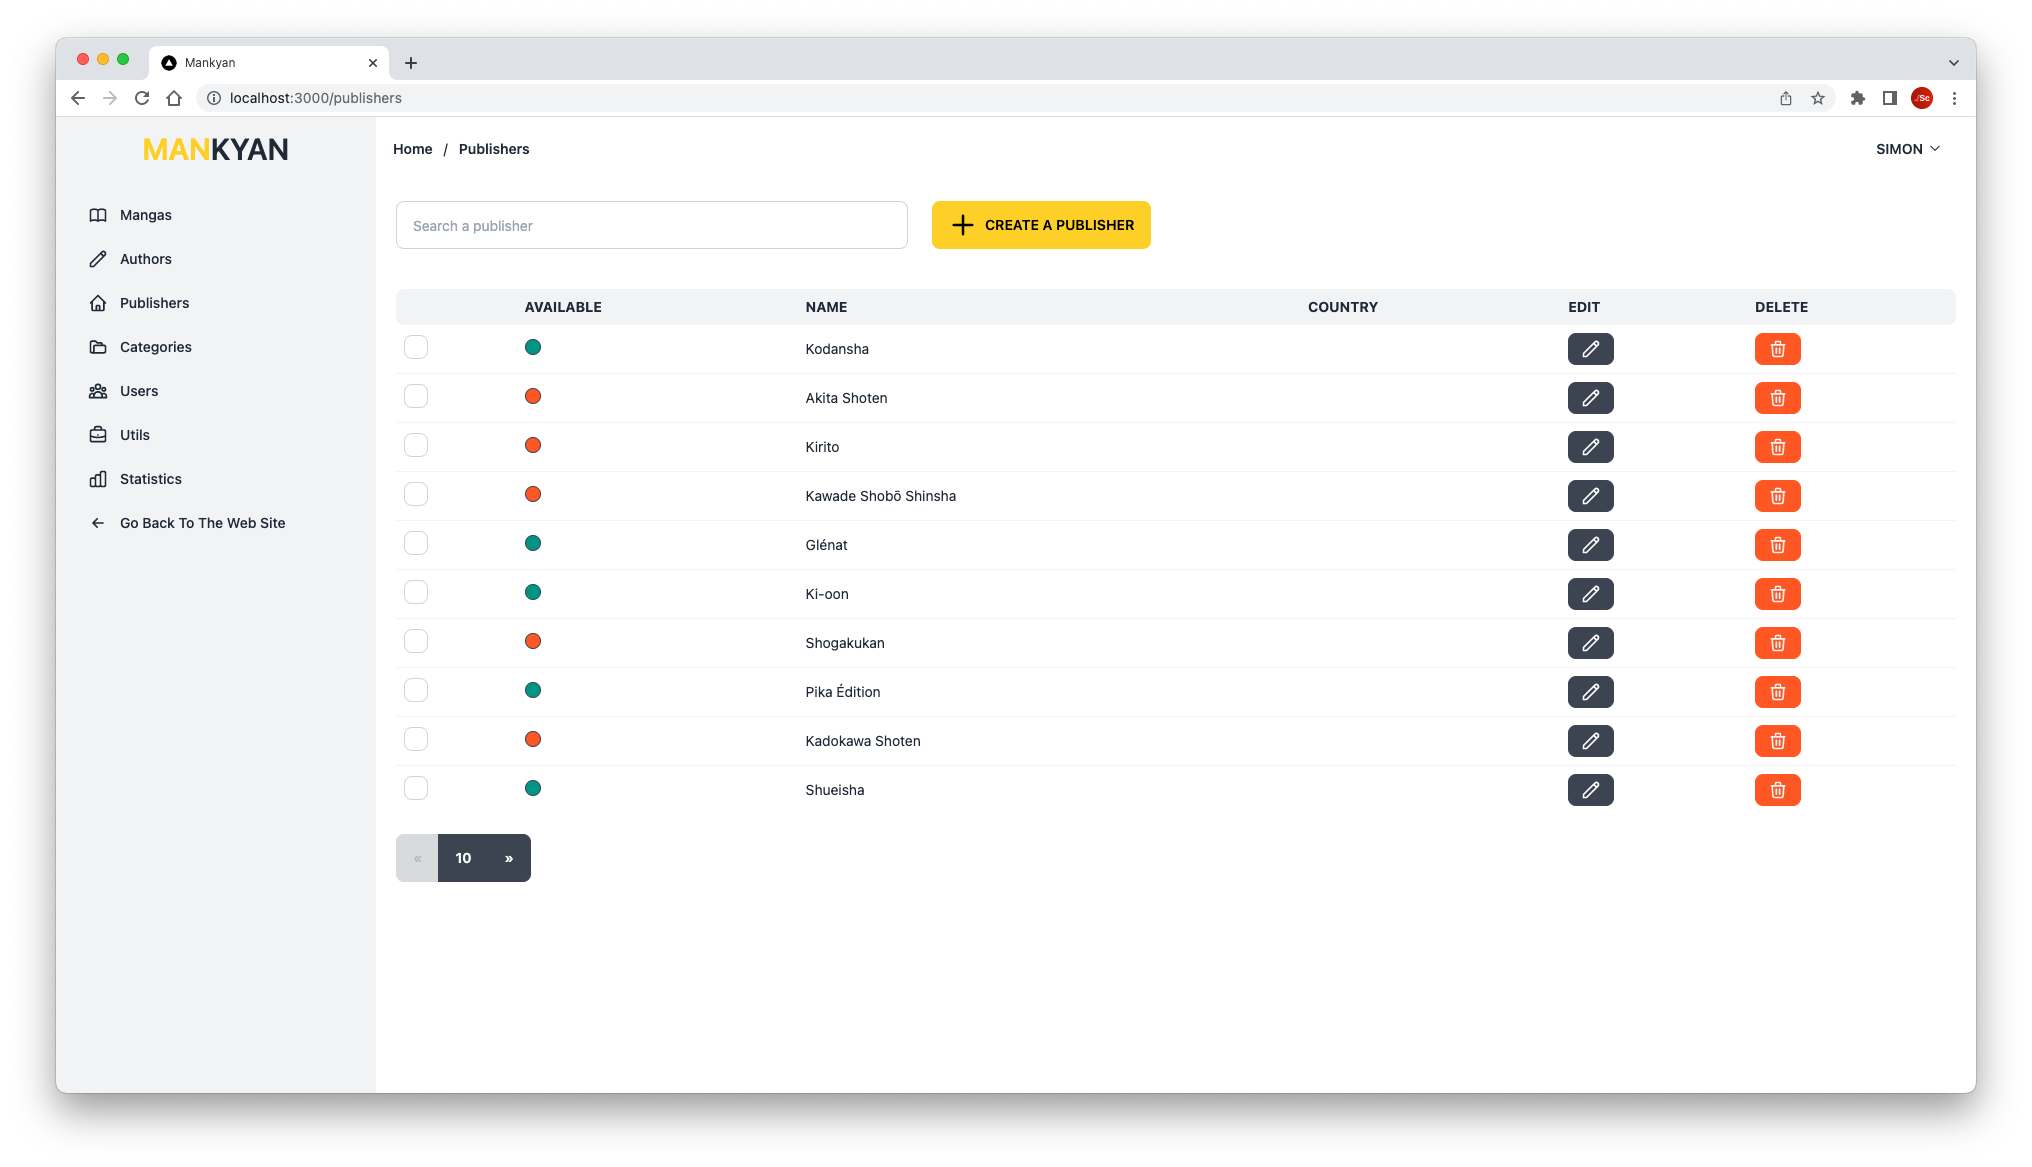 Mankyan
localhost:3000/publishers
Sc
MANKYAN
Home / Publishers
SIMON
Mangas
Authors
Publishers
Categories
Users
Utils
Statistics
Go Back To The Web Site
Search a publisher
CREATE A PUBLISHER
AVAILABLE NAME COUNTRY EDIT DELETE
Kodansha
Akita Shoten
Kirito
Kawade Shobō Shinsha
Glénat
Ki-oon
Shogakukan
Pika Édition
Kadokawa Shoten
Shueisha
« 10 »